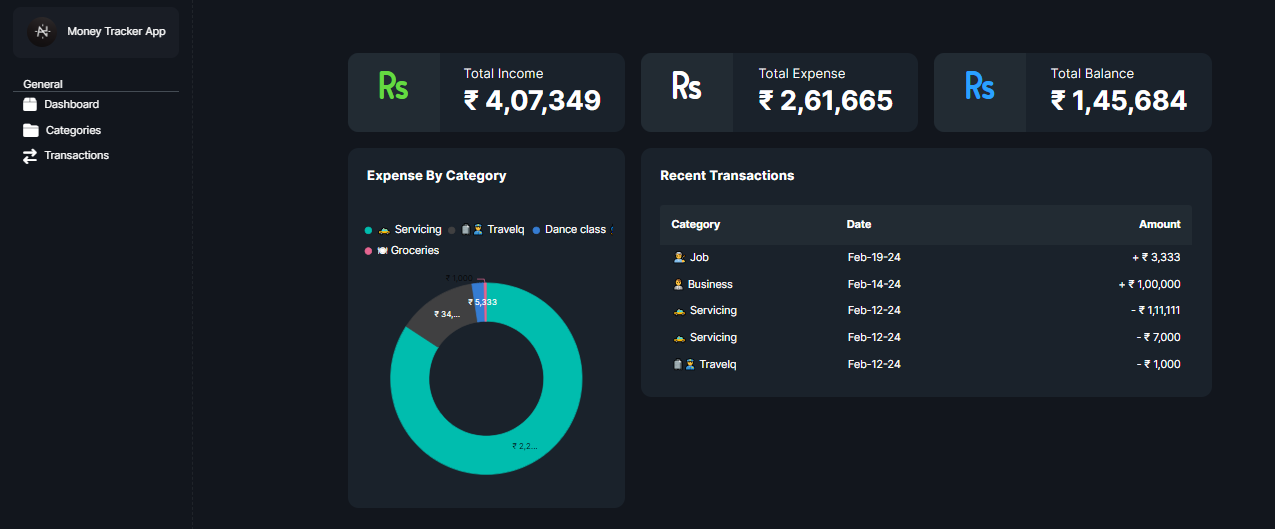 Money Tracker App
General
Dashboard
Categories
Transactions
Rs
Total Income
₹ 4,07,349
Rs
Total Expense
₹ 2,61,665
Rs
Total Balance
₹ 1,45,684
Expense By Category
Servicing Travelq Dance class
Groceries
₹ 1,000
₹ 5,333
₹ 34,...
₹ 2,2...
Recent Transactions
Category Date Amount
Job Feb-19-24 + ₹ 3,333
Business Feb-14-24 + ₹ 1,00,000
Servicing Feb-12-24 - ₹ 1,11,111
Servicing Feb-12-24 - ₹ 7,000
Travelq Feb-12-24 - ₹ 1,000